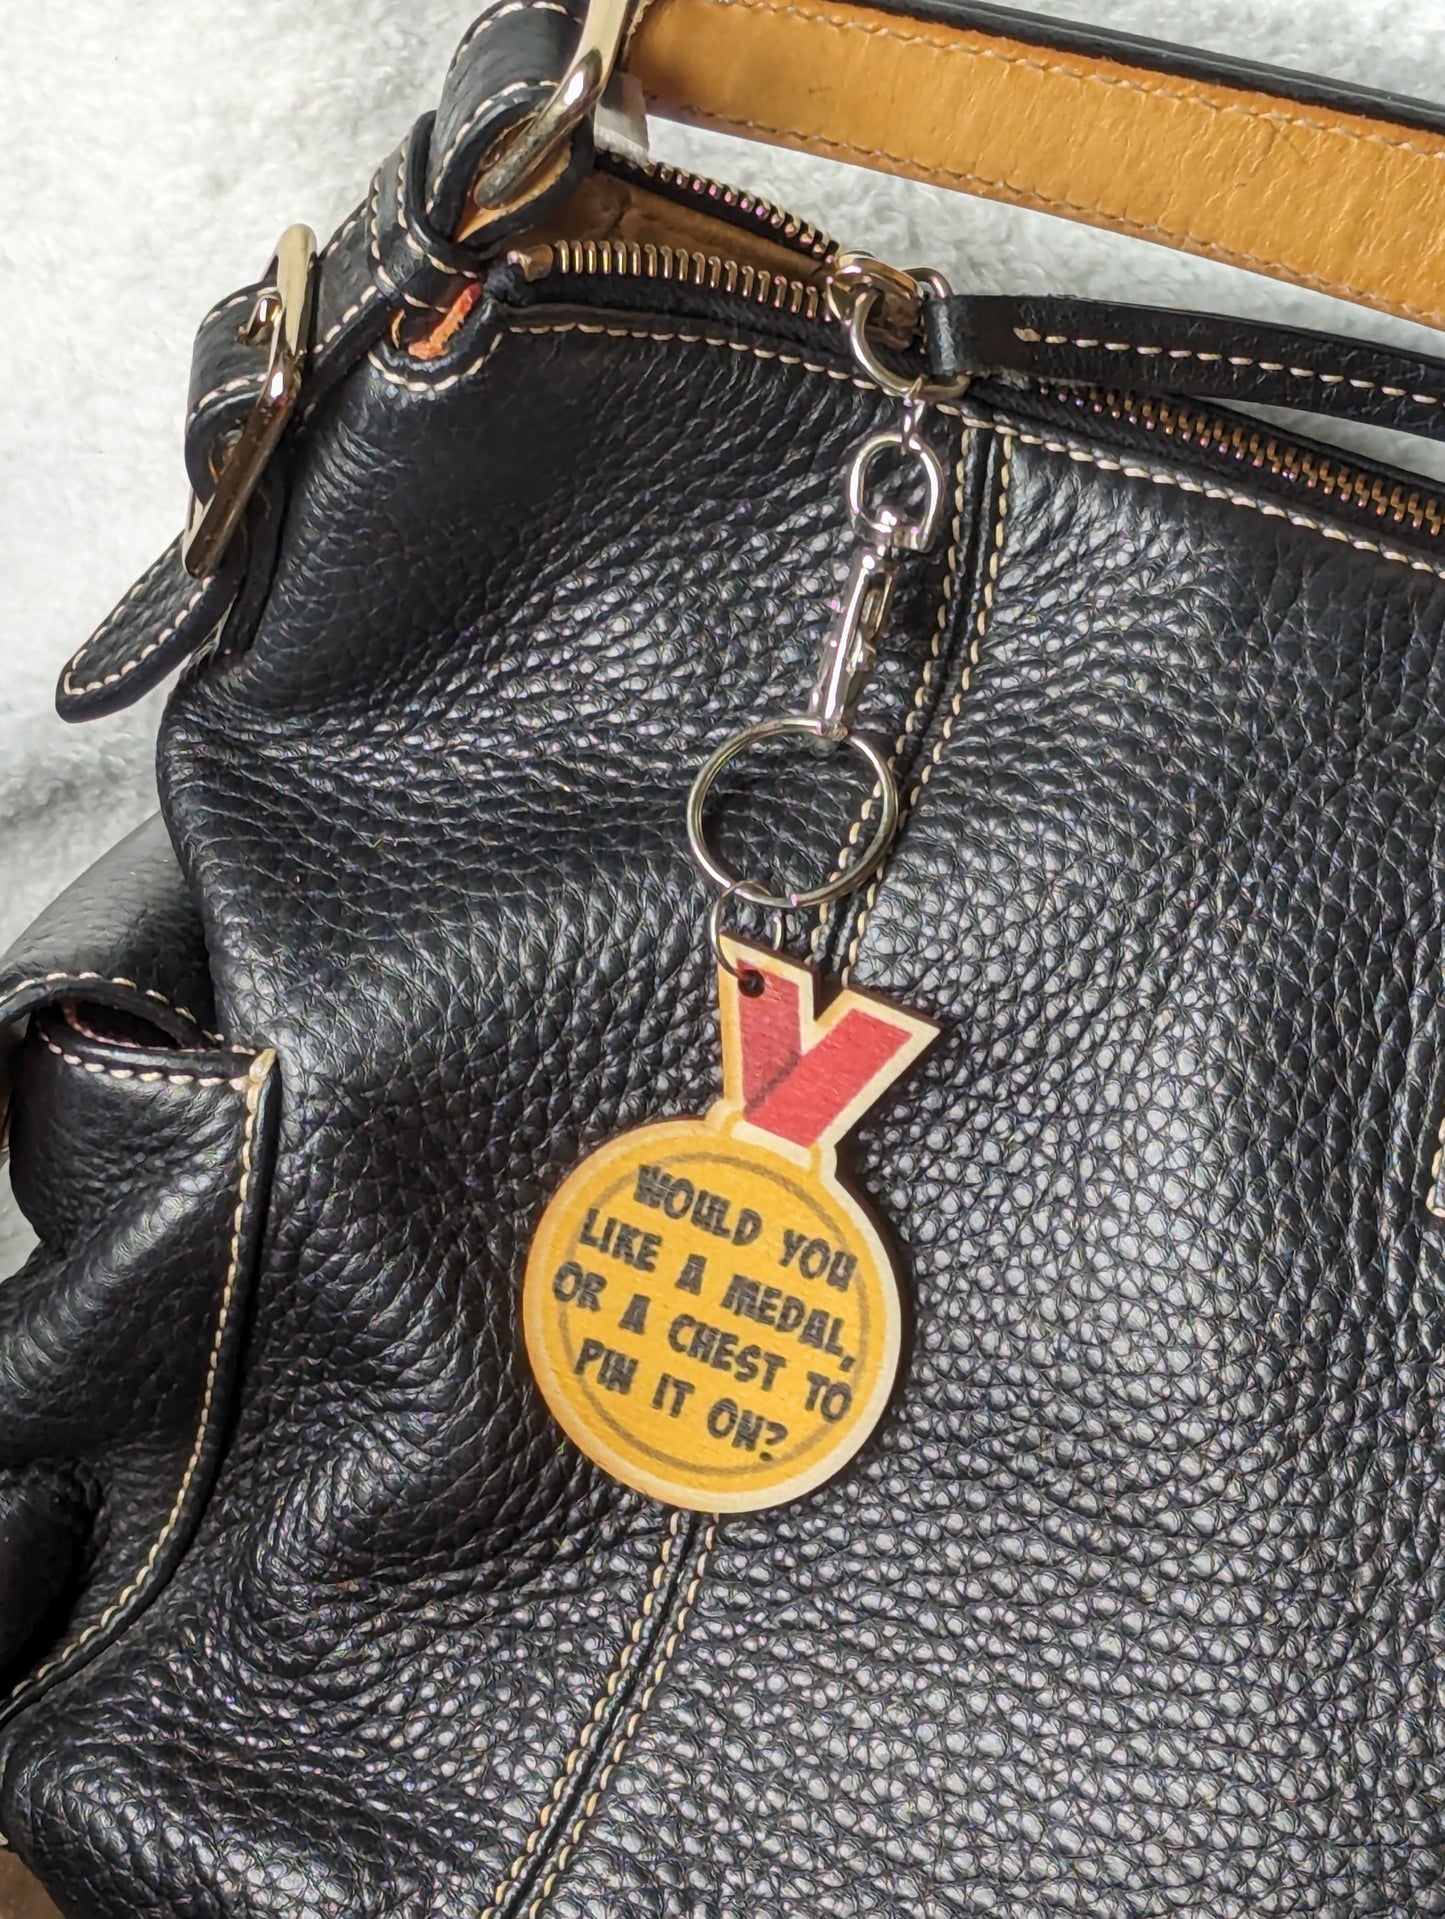 WOULD YOU
LIKE A MEDAL,
OR A CHEST TO
PIN IT ON?